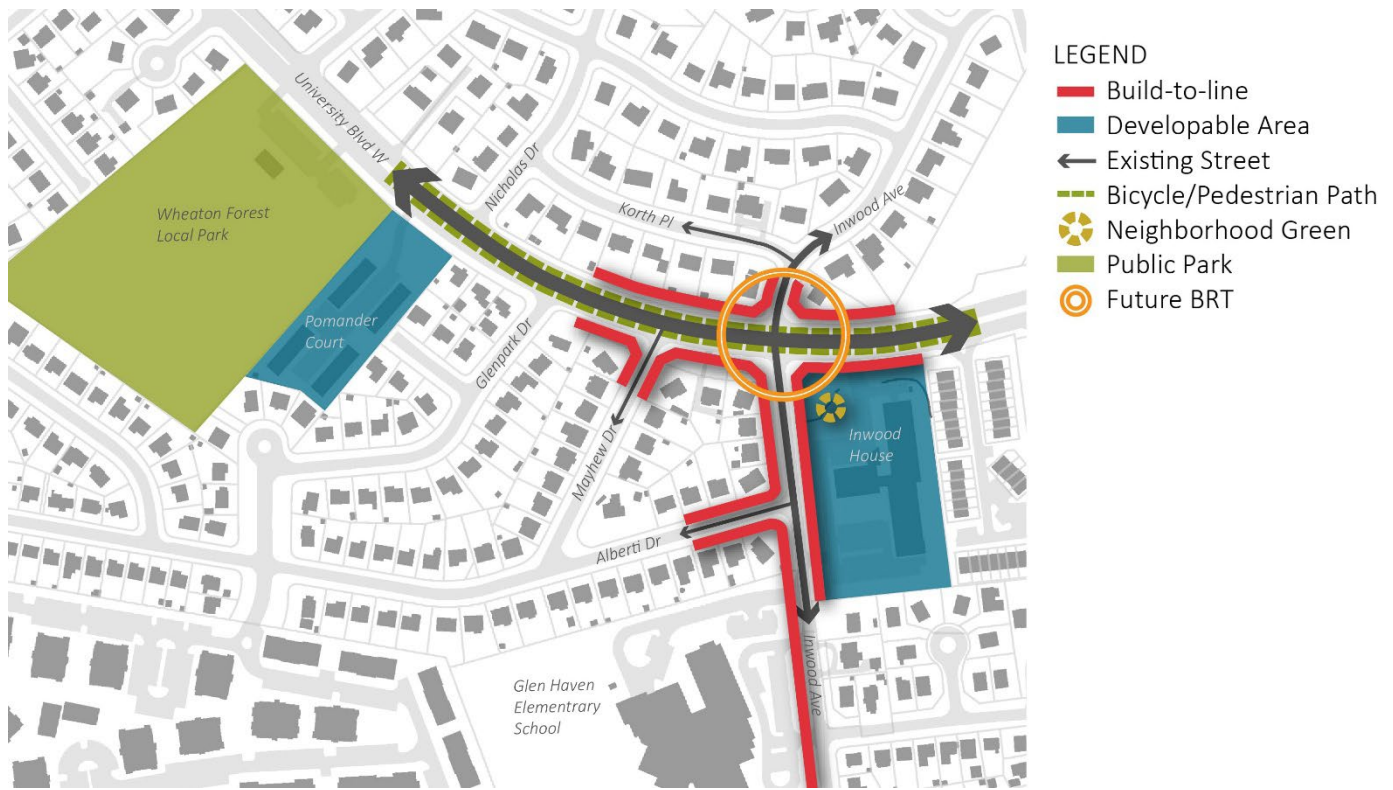 University Blvd W
Nicholas Dr
Korth Pl
Inwood Ave
Wheaton Forest
Local Park
Pomander
Court
Glenpark Dr
Mayhew Dr
Inwood
House
Alberti Dr
Inwood Ave
Glen Haven
Elementary
School
LEGEND
Build-to-line
Developable Area
Existing Street
Bicycle/Pedestrian Path
Neighborhood Green
Public Park
Future BRT